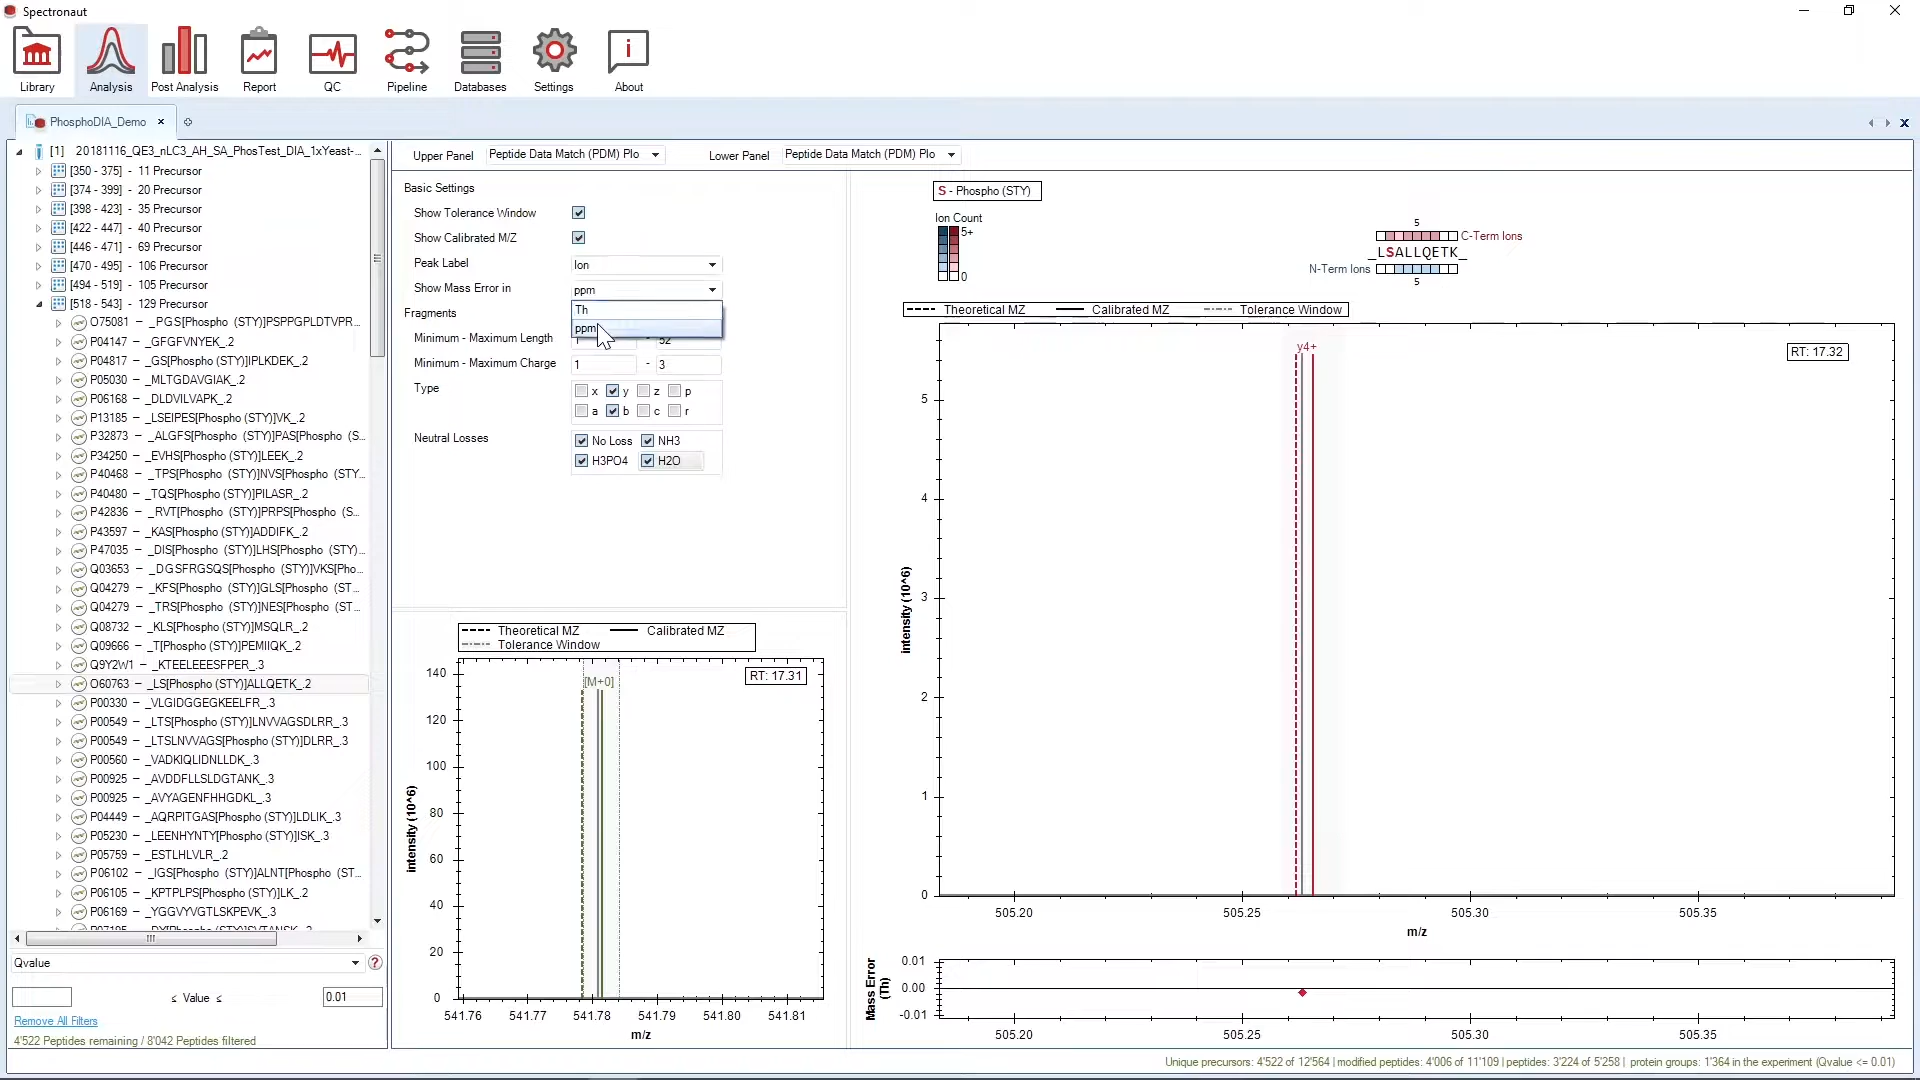 Spectronaut
Library
Analysis
Post Analysis
Report
QC
Pipeline
Databases
Settings
About
PhosphoDIA_Demo
[1] 20181116_QE3_nLC3_AH_SA_PhosTest_DIA_1xYeast-...
[350 - 375] - 11 Precursor
[374 - 399] - 20 Precursor
[398 - 423] - 35 Precursor
[422 - 447] - 40 Precursor
[446 - 471] - 69 Precursor
[470 - 495] - 106 Precursor
[494 - 519] - 105 Precursor
[518 - 543] - 129 Precursor
O75081 – _PGS[Phospho (STY)]PSPPGPLDTVPR...
P04147 – _GFGFVNYEK_.2
P04817 – _GS[Phospho (STY)]IPLKDEK_.2
P05030 – _MLTGDAVGIAK_.2
P06168 – _DLDVILVAPK_.2
P13185 – _LSEIPES[Phospho (STY)]VK_.2
P32873 – _ALGFS[Phospho (STY)]PAS[Phospho (S...
P34250 – _EVHS[Phospho (STY)]LEEK_.2
P40468 – _TPS[Phospho (STY)]NVS[Phospho (STY...
P40480 – _TQS[Phospho (STY)]PILASR_.2
P42836 – _RVT[Phospho (STY)]PRPS[Phospho (S...
P43597 – _KAS[Phospho (STY)]ADDIFK_.2
P47035 – _DIS[Phospho (STY)]LHS[Phospho (STY)...
Q03653 – _DGSFRGSQS[Phospho (STY)]VKS[Pho...
Q04279 – _KFS[Phospho (STY)]GLS[Phospho (ST...
Q04279 – _TRS[Phospho (STY)]NES[Phospho (ST...
Q08732 – _KLS[Phospho (STY)]MSQLR_.2
Q09666 – _T[Phospho (STY)]PEMIIQK_.2
Q9Y2W1 – _KTEELEEESFPER_.3
O60763 – _LS[Phospho (STY)]ALLQETK_.2
P00330 – _VLGIDGGEGKEELFR_.3
P00549 – _LTS[Phospho (STY)]LNVVAGSDLRR_.3
P00549 – _LTSLNVVAGS[Phospho (STY)]DLRR_.3
P00560 – _VADKIQLIDNLLDK_.3
P00925 – _AVDDFLLSLDGTANK_.3
P00925 – _AVYAGENFHHGDKL_.3
P04449 – _AQRPITGAS[Phospho (STY)]LDLIK_.3
P05230 – _LEENHYNTY[Phospho (STY)]ISK_.3
P05759 – _ESTLHLVLR_.2
P06102 – _IGS[Phospho (STY)]ALNT[Phospho (ST...
P06105 – _KPTPLPS[Phospho (STY)]LK_.2
P06169 – _YGGVYVGTLSKPEVK_.3
Qvalue
?
≤ Value ≤
0.01
Remove All Filters
4'522 Peptides remaining / 8'042 Peptides filtered
Upper Panel
Peptide Data Match (PDM) Plo
Lower Panel
Peptide Data Match (PDM) Plo
Basic Settings
Show Tolerance Window
Show Calibrated M/Z
Peak Label
Ion
Show Mass Error in
ppm
Th
ppm
Fragments
Minimum - Maximum Length
- 52
Minimum - Maximum Charge
1 - 3
Type
x y z p
a b c r
Neutral Losses
No Loss NH3
H3PO4 H2O
Theoretical MZ
Calibrated MZ
Tolerance Window
RT: 17.31
[M+0]
intensity (10^6)
140
120
100
80
60
40
20
0
541.76 541.77 541.78 541.79 541.80 541.81
m/z
S - Phospho (STY)
Ion Count
5+
0
5
C-Term Ions
_LSALLQETK_
N-Term Ions
5
Theoretical MZ
Calibrated MZ
Tolerance Window
y4+
RT: 17.32
intensity (10^6)
5
4
3
2
1
0
505.20 505.25 505.30 505.35
m/z
Mass Error (Th)
0.01
0.00
-0.01
505.20 505.25 505.30 505.35
Unique precursors: 4'522 of 12'564 | modified peptides: 4'006 of 11'109 | peptides: 3'224 of 5'258 | protein groups: 1'364 in the experiment (Qvalue <= 0.01)